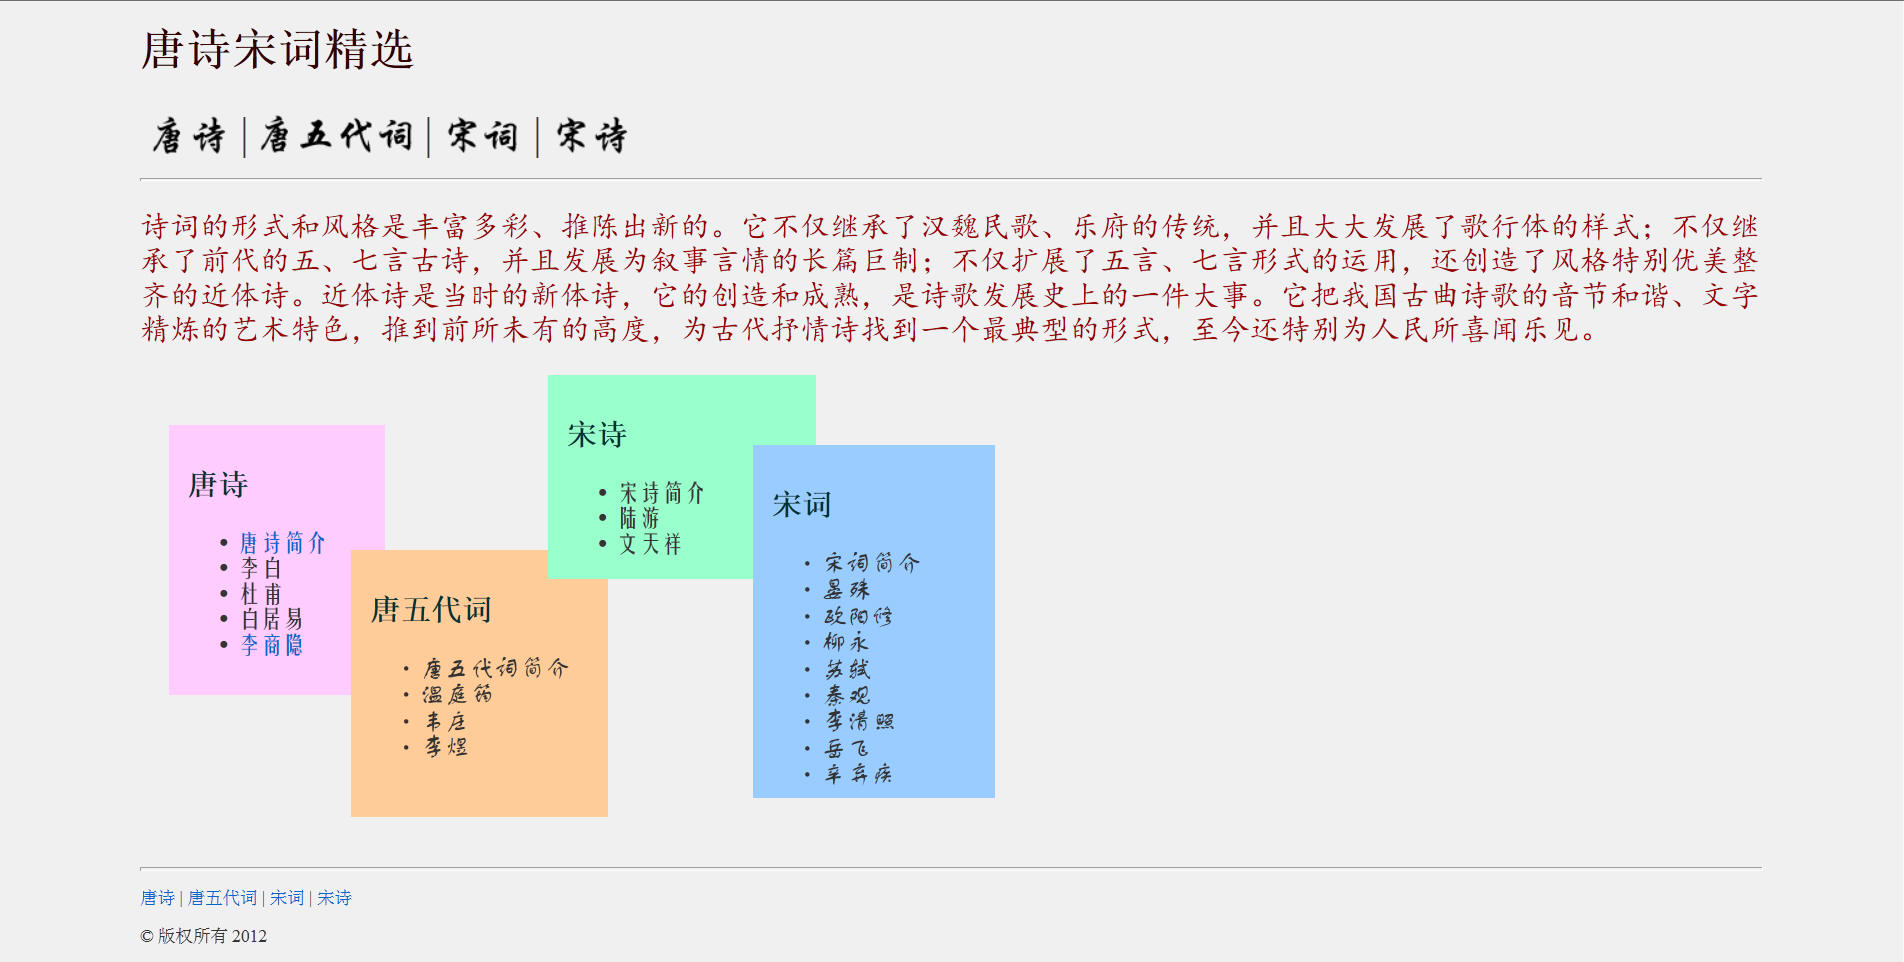 唐诗宋词精选
唐诗 | 唐五代词 | 宋词 | 宋诗
诗词的形式和风格是丰富多彩、推陈出新的。它不仅继承了汉魏民歌、乐府的传统，并且大大发展了歌行体的样式；不仅继
承了前代的五、七言古诗，并且发展为叙事言情的长篇巨制；不仅扩展了五言、七言形式的运用，还创造了风格特别优美整
齐的近体诗。近体诗是当时的新体诗，它的创造和成熟，是诗歌发展史上的一件大事。它把我国古曲诗歌的音节和谐、文字
精炼的艺术特色，推到前所未有的高度，为古代抒情诗找到一个最典型的形式，至今还特别为人民所喜闻乐见。
唐诗
• 唐诗简介
• 李白
• 杜甫
• 白居易
• 李商隐
唐五代词
• 唐五代词简介
• 温庭筠
• 韦庄
• 李煜
宋诗
• 宋诗简介
• 陆游
• 文天祥
宋词
• 宋词简介
• 晏殊
• 欧阳修
• 柳永
• 苏轼
• 秦观
• 李清照
• 岳飞
• 辛弃疾
唐诗 | 唐五代词 | 宋词 | 宋诗
© 版权所有 2012